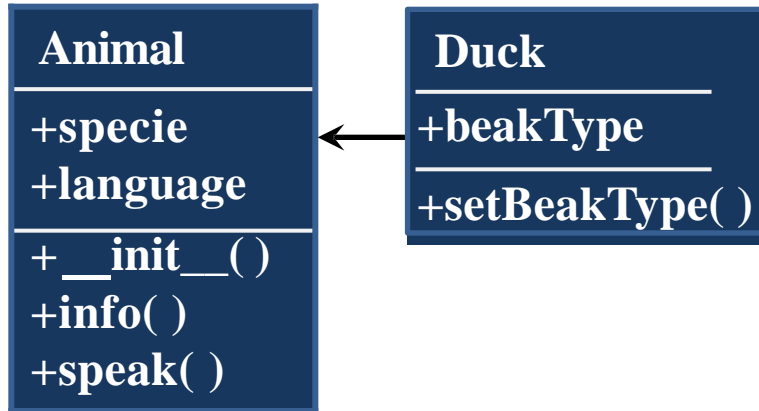 Animal
+specie
+language
+__init__( )
+info( )
+speak( )
Duck
+beakType
+setBeakType( )